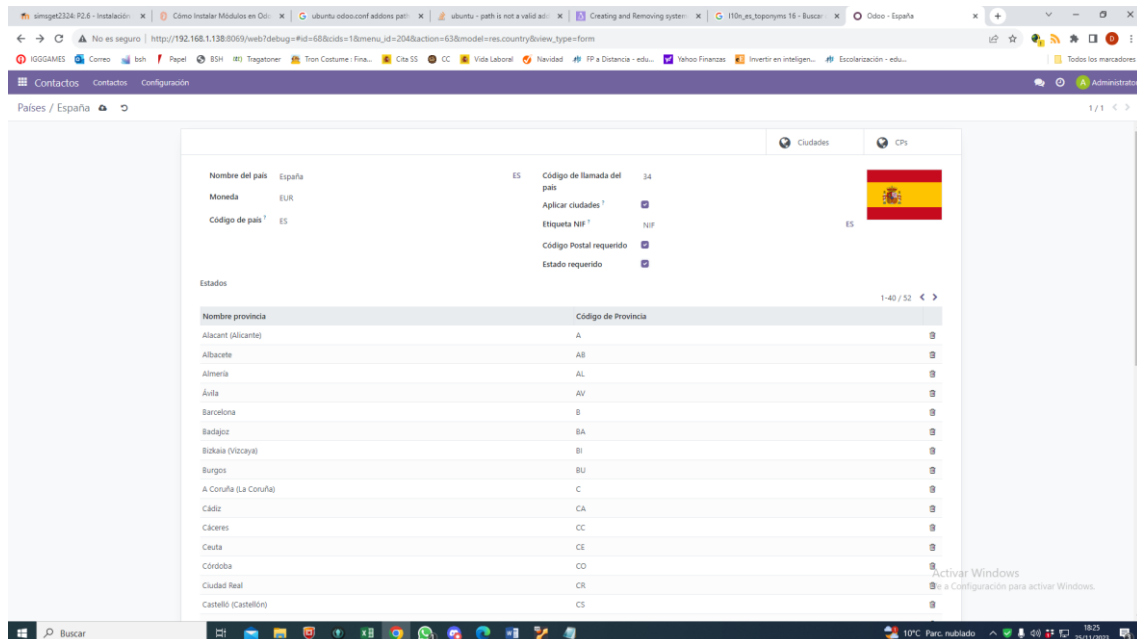 simsget2324: P2.6 - Instalación
Cómo Instalar Módulos en Odo
ubuntu odoo.conf addons path
ubuntu - path is not a valid add
Creating and Removing system
l10n_es_toponyms 16 - Buscar
Odoo - España
No es seguro | http://192.168.1.138:8069/web?debug=#id=68&cids=1&menu_id=204&action=63&model=res.country&view_type=form
IGGGAMES Correo bsh Papel BSH Tragatoner Tron Costume : Fina... Cita SS CC Vida Laboral Navidad FP a Distancia - edu... Yahoo Finanzas Invertir en inteligen... Escolarización - edu... Todos los marcadores
Contactos Contactos Configuración
A Administrator
Países / España
1 / 1
Ciudades CPs
Nombre del país España ES
Moneda EUR
Código de país ? ES
Código de llamada del
país 34
Aplicar ciudades ?
Etiqueta NIF ? NIF ES
Código Postal requerido
Estado requerido
Estados
1-40 / 52
Nombre provincia Código de Provincia
Alacant (Alicante) A
Albacete AB
Almería AL
Ávila AV
Barcelona B
Badajoz BA
Bizkaia (Vizcaya) BI
Burgos BU
A Coruña (La Coruña) C
Cádiz CA
Cáceres CC
Ceuta CE
Córdoba CO
Ciudad Real CR
Castelló (Castellón) CS
Activar Windows
Ve a Configuración para activar Windows.
Buscar
10°C Parc. nublado
18:25
25/11/2023